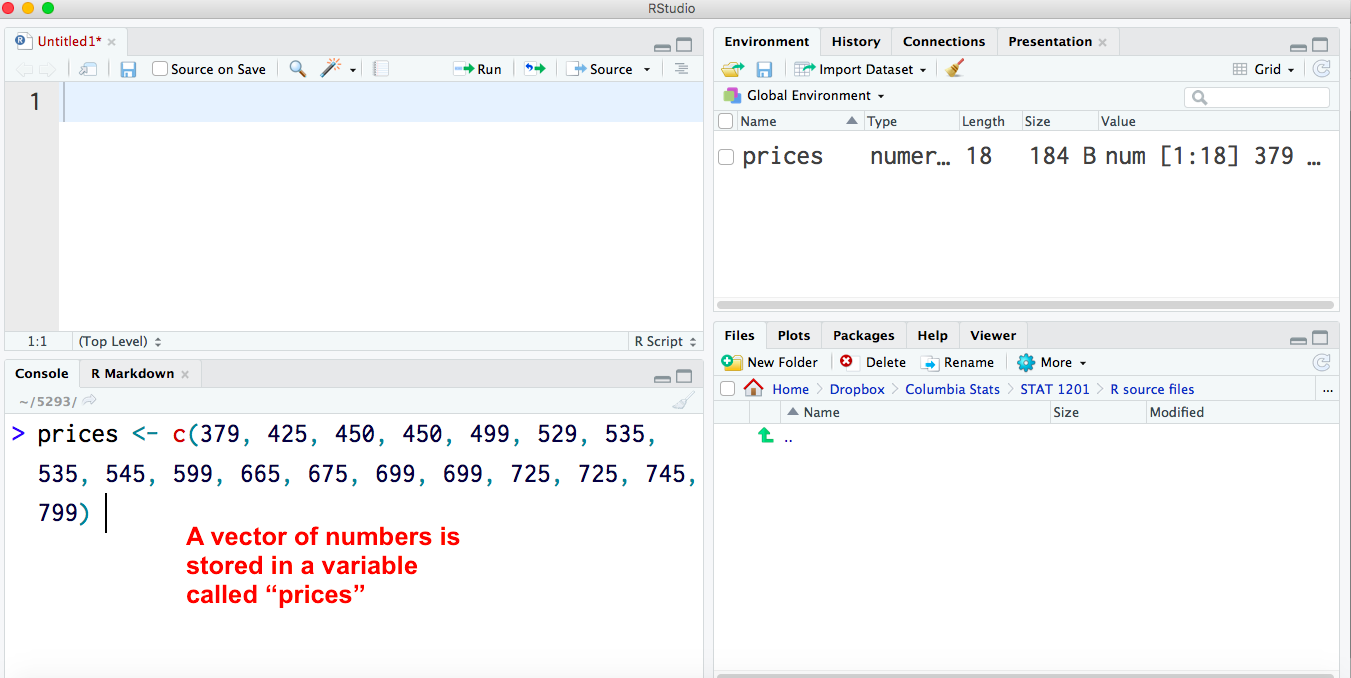 RStudio
Untitled1*
Source on Save
Run
Source
1
1:1 (Top Level) R Script
Console R Markdown
~/5293/
> prices <- c(379, 425, 450, 450, 499, 529, 535,
535, 545, 599, 665, 675, 699, 699, 725, 725, 745,
799)
A vector of numbers is
stored in a variable
called “prices”
Environment History Connections Presentation
Import Dataset Grid
Global Environment
Name Type Length Size Value
prices numer... 18 184 B num [1:18] 379 ...
Files Plots Packages Help Viewer
New Folder Delete Rename More
Home Dropbox Columbia Stats STAT 1201 R source files ...
Name Size Modified
..